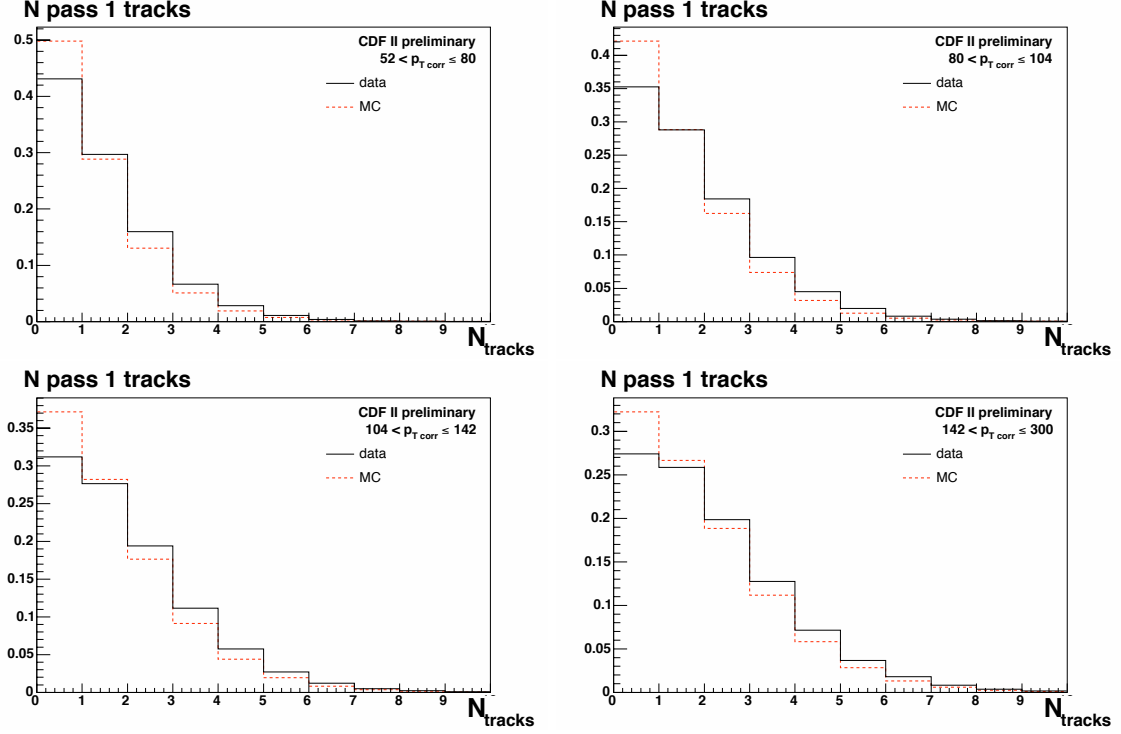 N pass 1 tracks
CDF II preliminary
52 < p_T corr ≤ 80
data
MC
0.5
0.4
0.3
0.2
0.1
0
0 1 2 3 4 5 6 7 8 9
N_tracks
N pass 1 tracks
CDF II preliminary
80 < p_T corr ≤ 104
data
MC
0.4
0.35
0.3
0.25
0.2
0.15
0.1
0.05
0
0 1 2 3 4 5 6 7 8 9
N_tracks
N pass 1 tracks
CDF II preliminary
104 < p_T corr ≤ 142
data
MC
0.35
0.3
0.25
0.2
0.15
0.1
0.05
0
0 1 2 3 4 5 6 7 8 9
N_tracks
N pass 1 tracks
CDF II preliminary
142 < p_T corr ≤ 300
data
MC
0.3
0.25
0.2
0.15
0.1
0.05
0
0 1 2 3 4 5 6 7 8 9
N_tracks